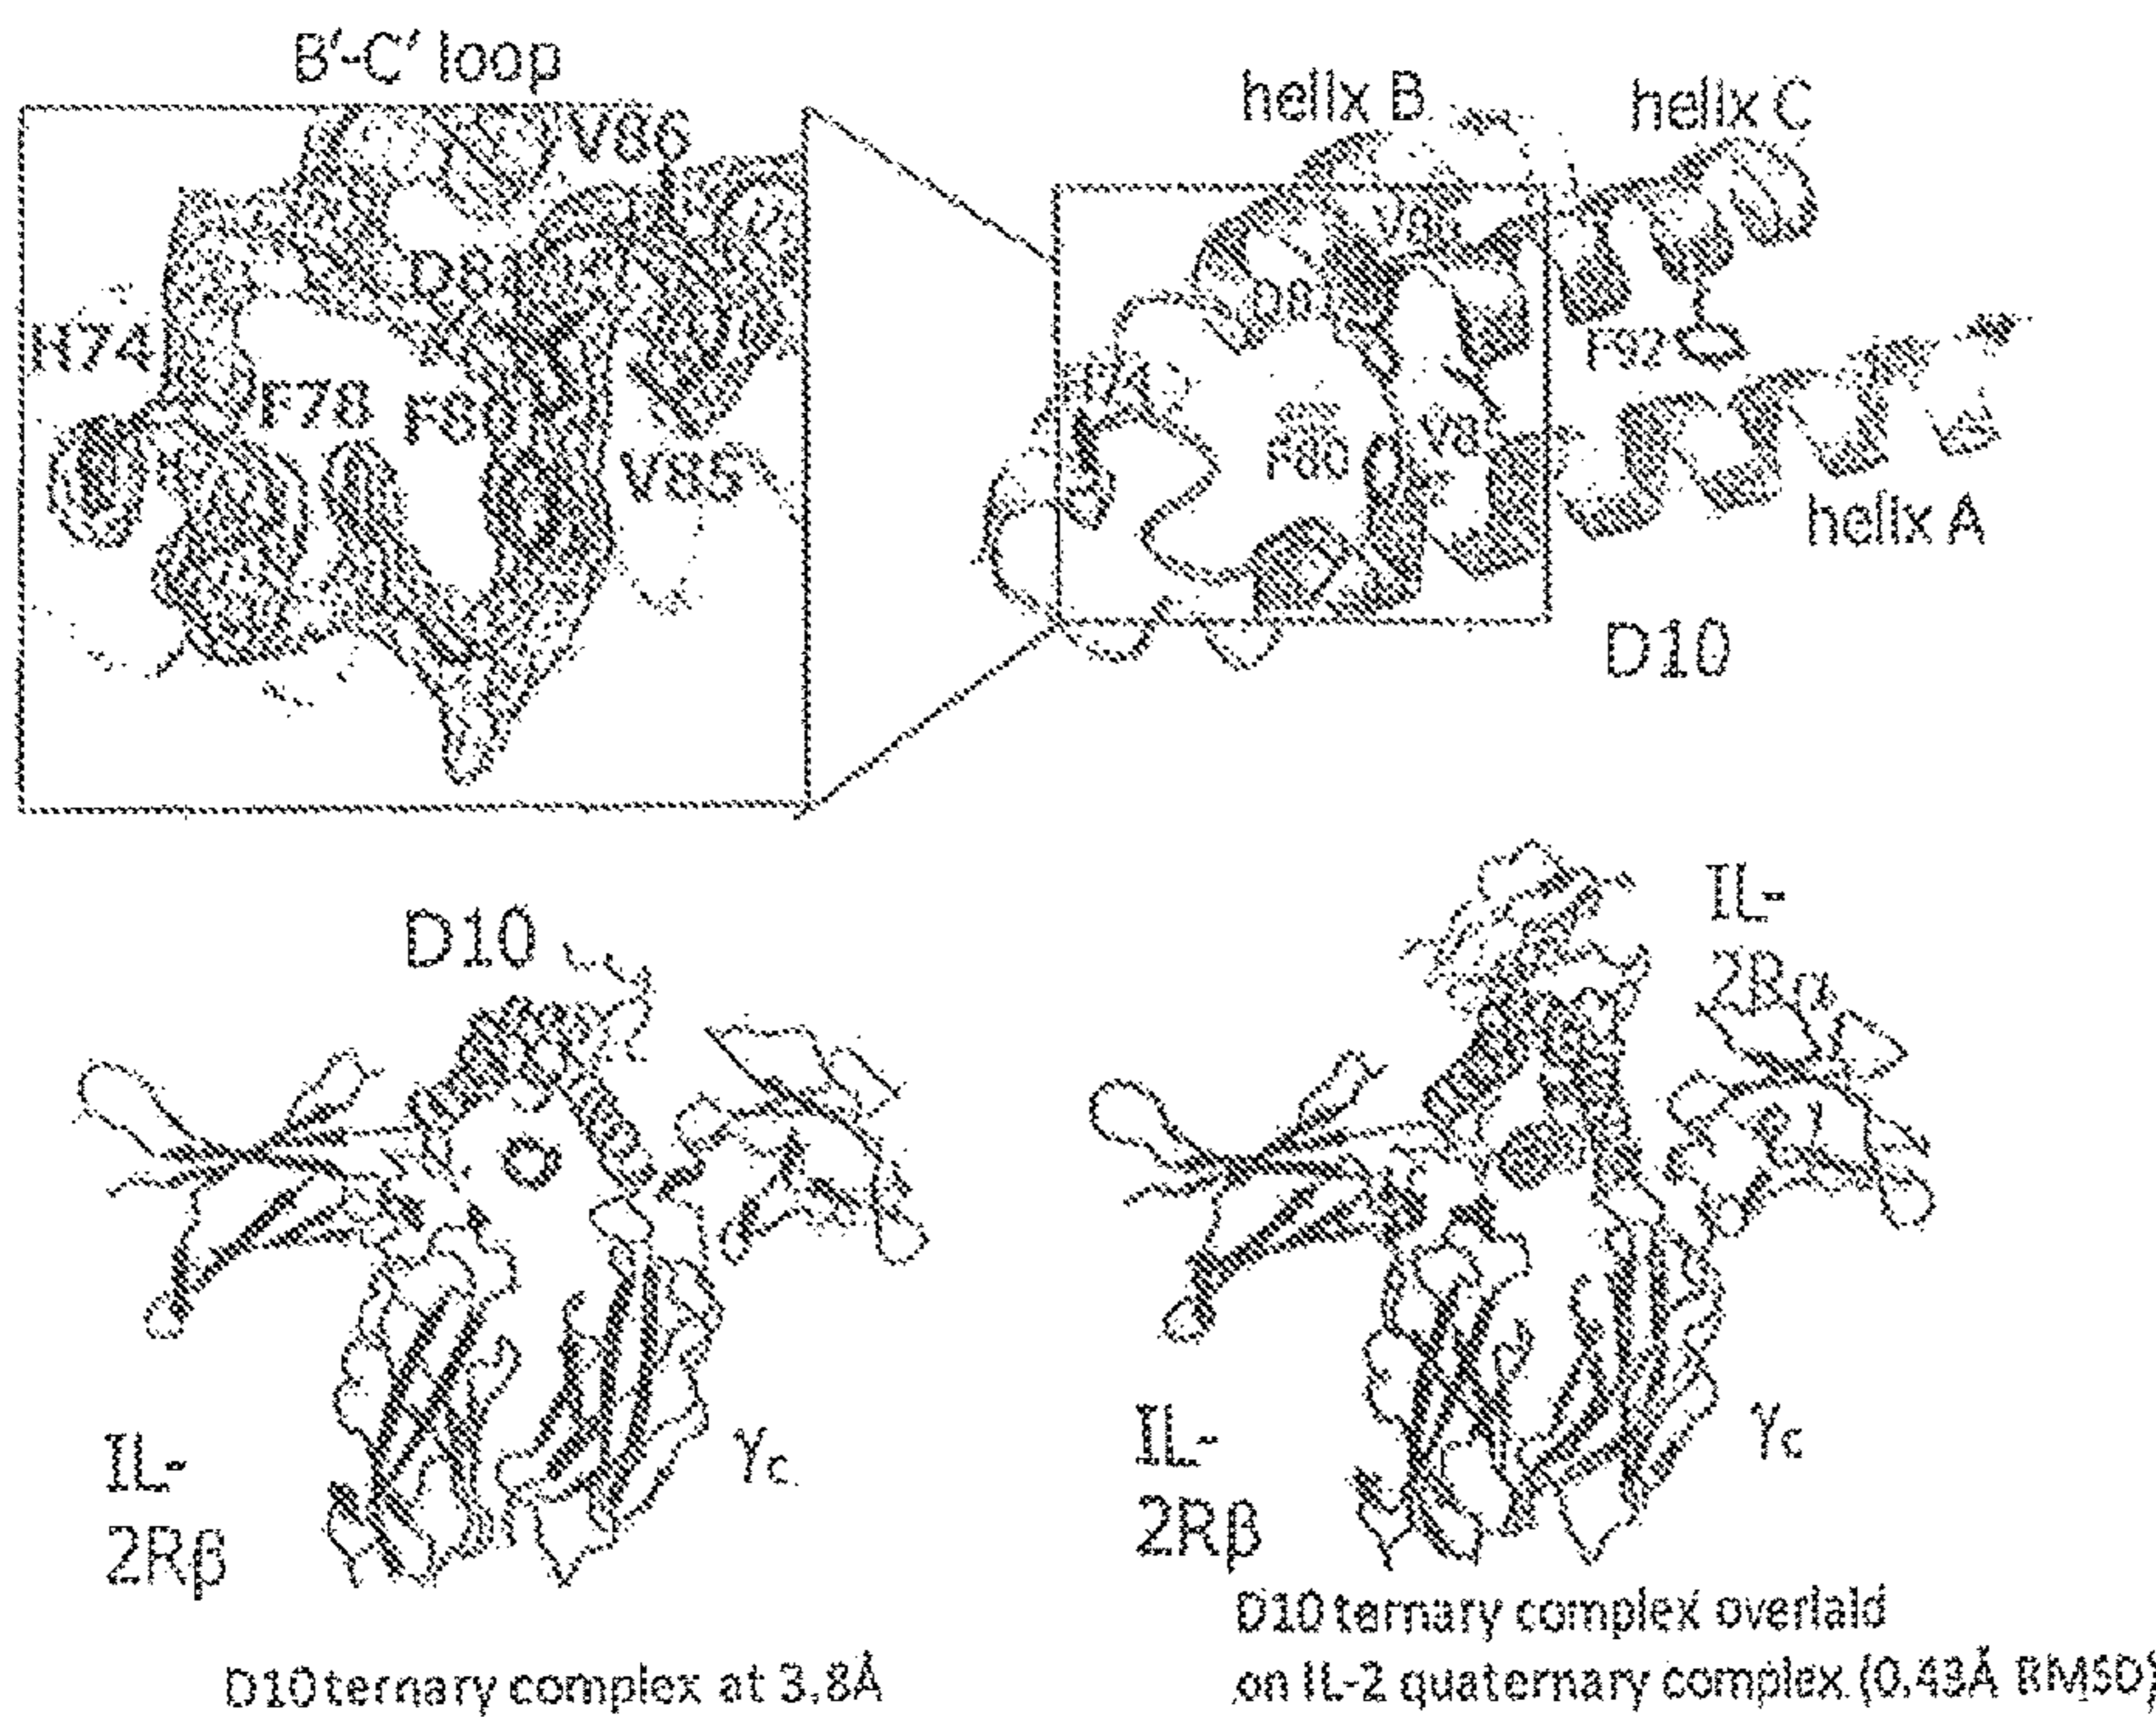 B'-C' loop
V86
H74
F78
V85
helix B
helix C
F80
F92
helix A
D10
D10
IL-
2Rβ
γc
D10 ternary complex at 3.8Å
IL-
2Rα
IL-
2Rβ
γc
D10 ternary complex overlaid
on IL-2 quaternary complex (0.43Å RMSD)